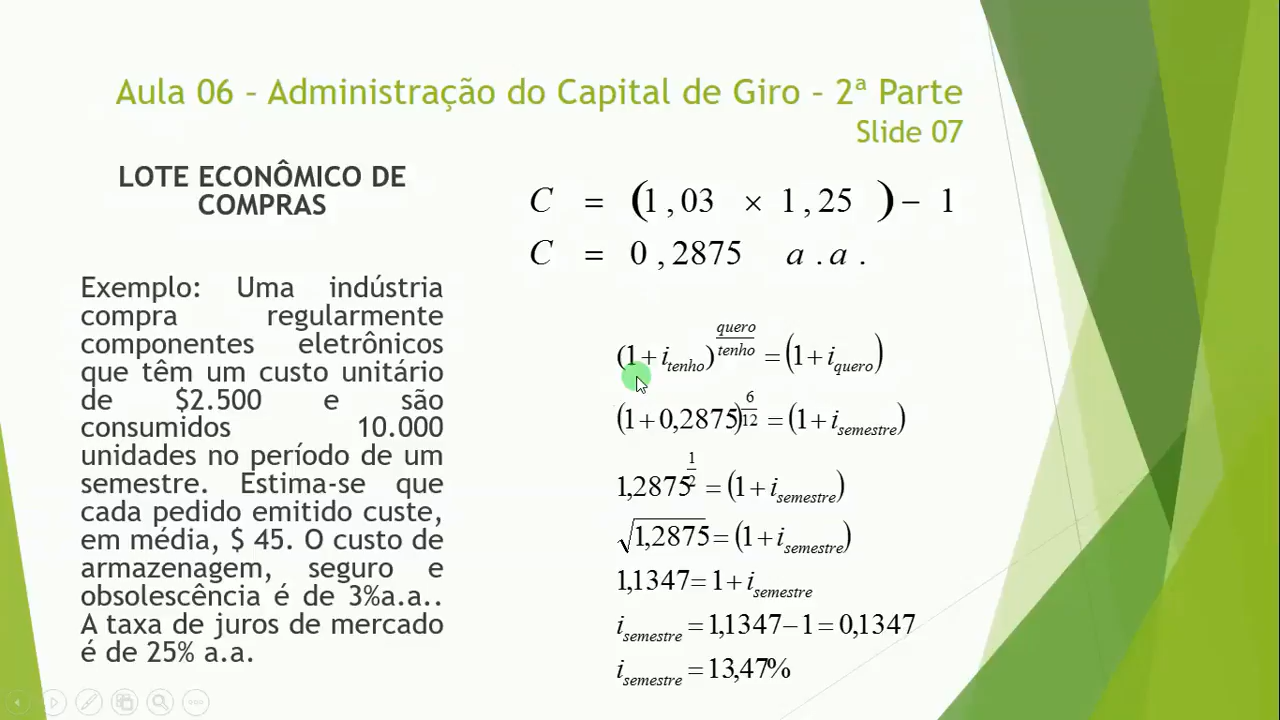 Aula 06 – Administração do Capital de Giro – 2ª Parte
Slide 07
LOTE ECONÔMICO DE
COMPRAS
Exemplo: Uma indústria
compra regularmente
componentes eletrônicos
que têm um custo unitário
de $2.500 e são
consumidos 10.000
unidades no período de um
semestre. Estima-se que
cada pedido emitido custe,
em média, $ 45. O custo de
armazenagem, seguro e
obsolescência é de 3%a.a..
A taxa de juros de mercado
é de 25% a.a.
C = (1,03 × 1,25) – 1
C = 0,2875 a.a.
(1+i_tenho)^(quero/tenho) = (1+i_quero)
(1+0,2875)^(6/12) = (1+i_semestre)
1,2875^(1/2) = (1+i_semestre)
√1,2875 = (1+i_semestre)
1,1347 = 1+i_semestre
i_semestre = 1,1347–1 = 0,1347
i_semestre = 13,47%